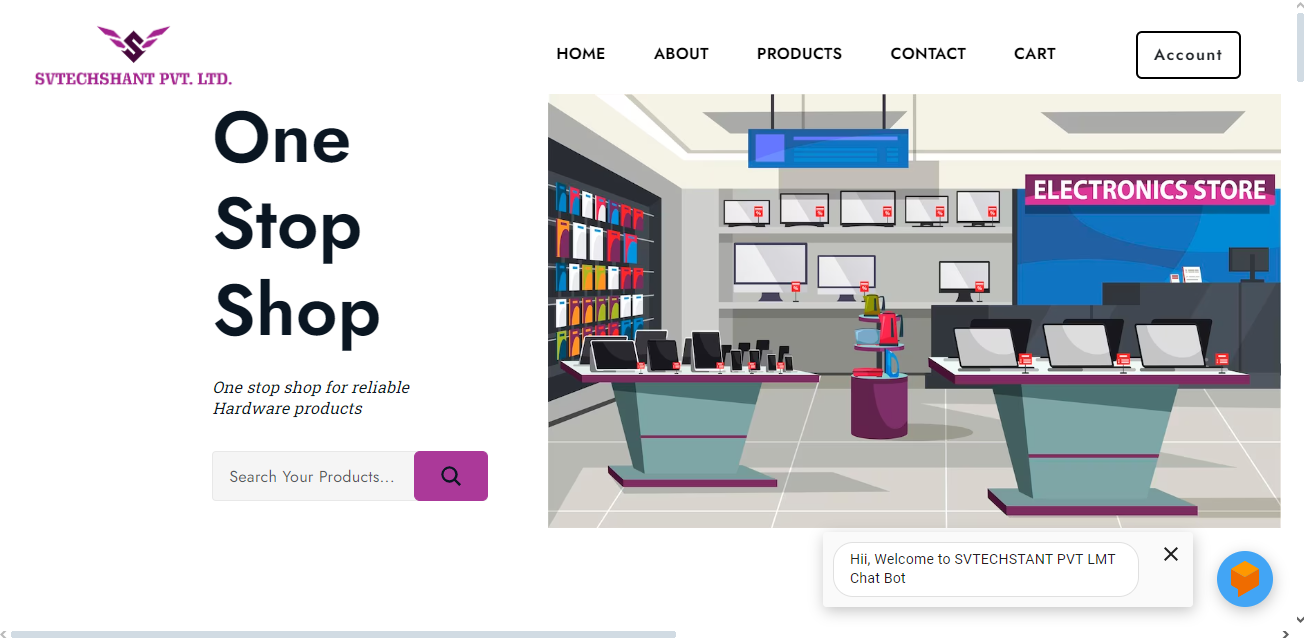 SVTECHSHANT PVT. LTD.
HOME
ABOUT
PRODUCTS
CONTACT
CART
Account
One
Stop
Shop
One stop shop for reliable
Hardware products
Search Your Products...
ELECTRONICS STORE
Hii, Welcome to SVTECHSTANT PVT LMT
Chat Bot